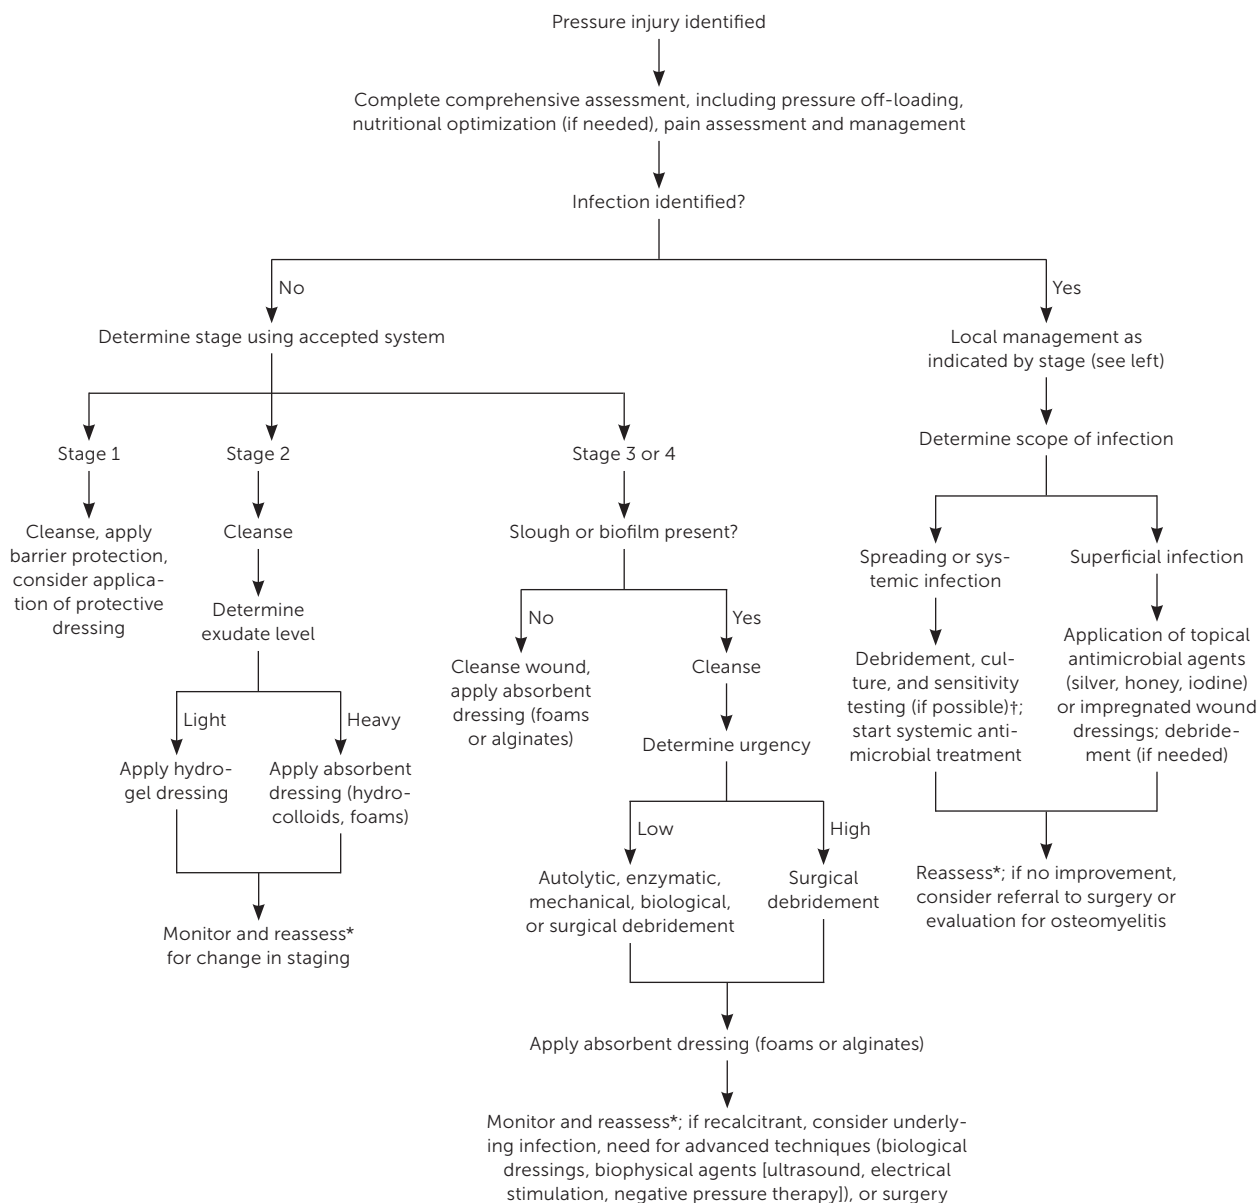 Pressure injury identified
Complete comprehensive assessment, including pressure off-loading,
nutritional optimization (if needed), pain assessment and management
Infection identified?
No
Yes
Determine stage using accepted system
Local management as
indicated by stage (see left)
Determine scope of infection
Stage 1
Stage 2
Stage 3 or 4
Cleanse, apply
barrier protection,
consider applica-
tion of protective
dressing
Cleanse
Determine
exudate level
Light
Heavy
Apply hydro-
gel dressing
Apply absorbent
dressing (hydro-
colloids, foams)
Monitor and reassess*
for change in staging
Slough or biofilm present?
No
Yes
Cleanse wound,
apply absorbent
dressing (foams
or alginates)
Cleanse
Determine urgency
Low
High
Autolytic, enzymatic,
mechanical, biological,
or surgical debridement
Surgical
debridement
Apply absorbent dressing (foams or alginates)
Monitor and reassess*; if recalcitrant, consider underly-
ing infection, need for advanced techniques (biological
dressings, biophysical agents [ultrasound, electrical
stimulation, negative pressure therapy]), or surgery
Spreading or sys-
temic infection
Superficial infection
Debridement, cul-
ture, and sensitivity
testing (if possible)†;
start systemic anti-
microbial treatment
Application of topical
antimicrobial agents
(silver, honey, iodine)
or impregnated wound
dressings; debride-
ment (if needed)
Reassess*; if no improvement,
consider referral to surgery or
evaluation for osteomyelitis